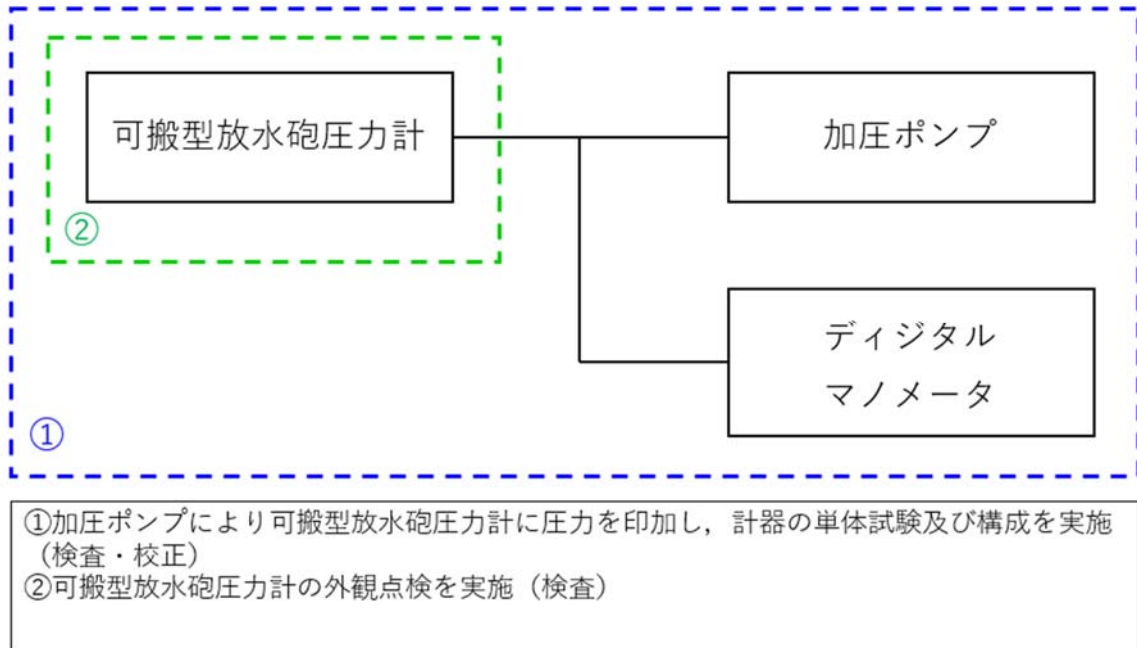 可搬型放水砲圧力計
加圧ポンプ
②
ディジタル
マノメータ
①
①加圧ポンプにより可搬型放水砲圧力計に圧力を印加し，計器の単体試験及び構成を実施
（検査・校正）
②可搬型放水砲圧力計の外観点検を実施（検査）